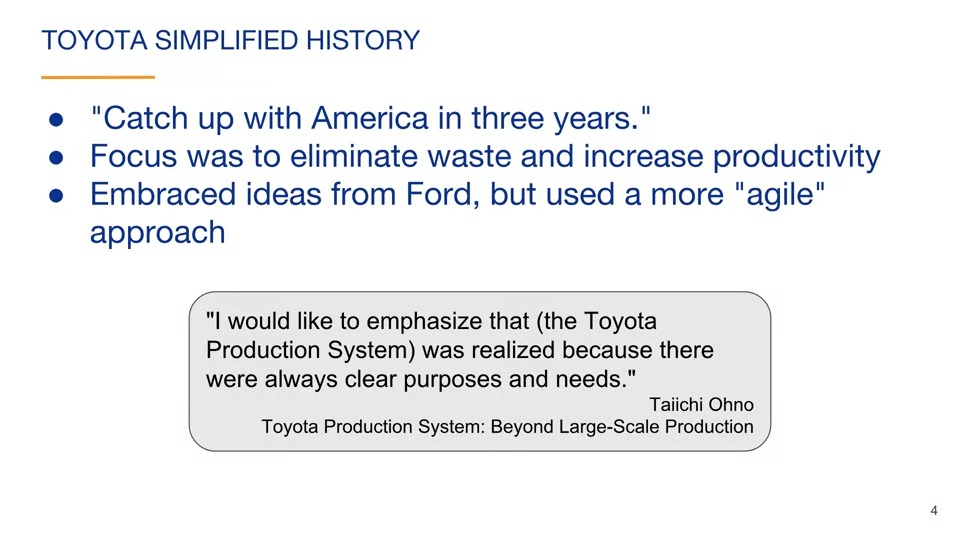 TOYOTA SIMPLIFIED HISTORY
● "Catch up with America in three years."
● Focus was to eliminate waste and increase productivity
● Embraced ideas from Ford, but used a more "agile"
approach
"I would like to emphasize that (the Toyota
Production System) was realized because there
were always clear purposes and needs."
Taiichi Ohno
Toyota Production System: Beyond Large-Scale Production
4